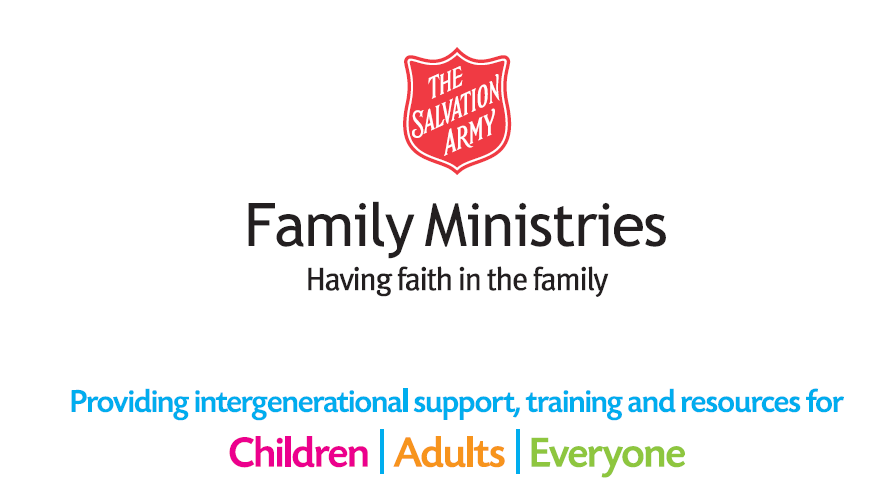 THE
SALVATION
ARMY
Family Ministries
Having faith in the family
Providing intergenerational support, training and resources for
Children | Adults | Everyone